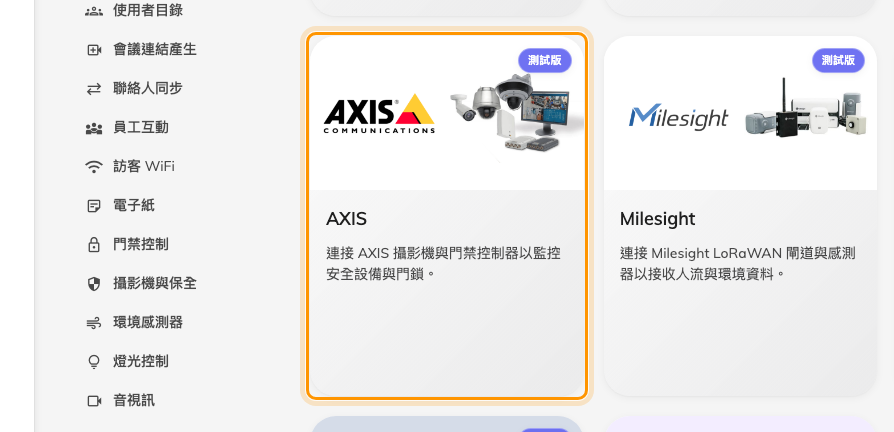 使用者目錄
會議連結產生
聯絡人同步
員工互動
訪客 WiFi
電子紙
門禁控制
攝影機與保全
環境感測器
燈光控制
音視訊
測試版
AXIS
COMMUNICATIONS
AXIS
連接 AXIS 攝影機與門禁控制器以監控
安全設備與門鎖。
測試版
Milesight
Milesight
連接 Milesight LoRaWAN 閘道與感測
器以接收人流與環境資料。